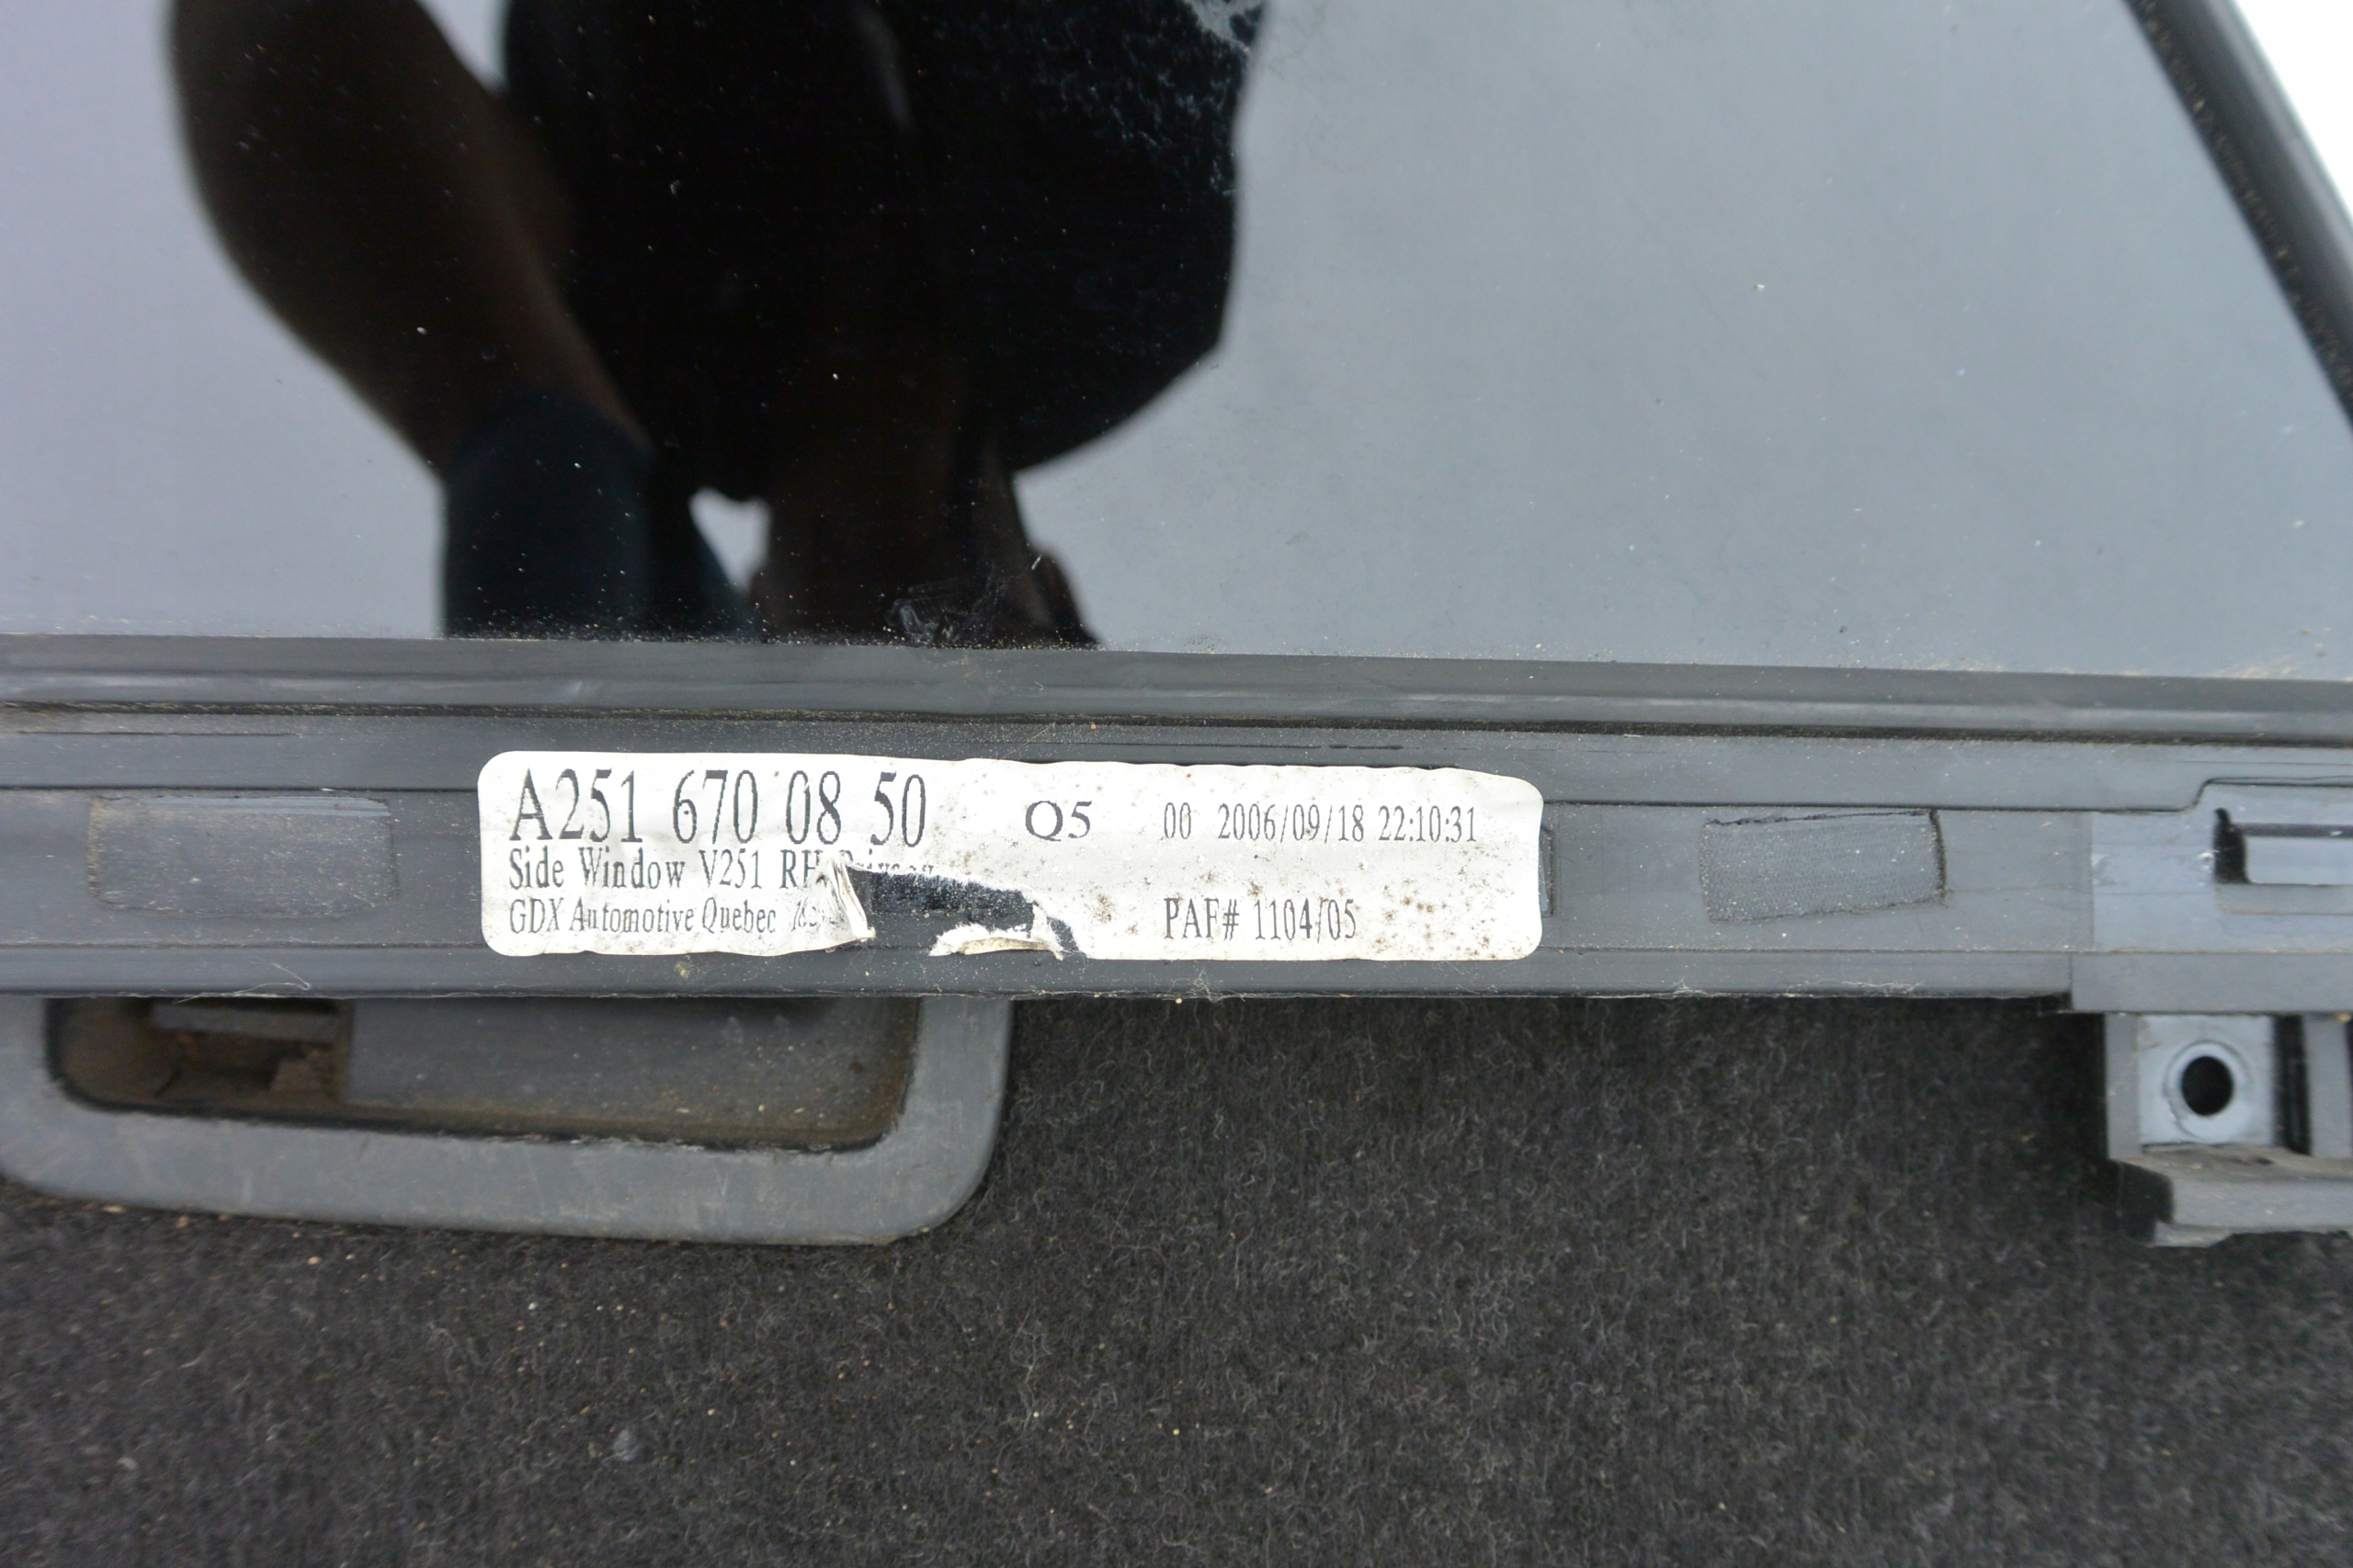 A251 670 08 50 Q5 00 2006/09/18 22:10:31
Side Window V251 RH
GDX Automotive Quebec PAF# 1104/05